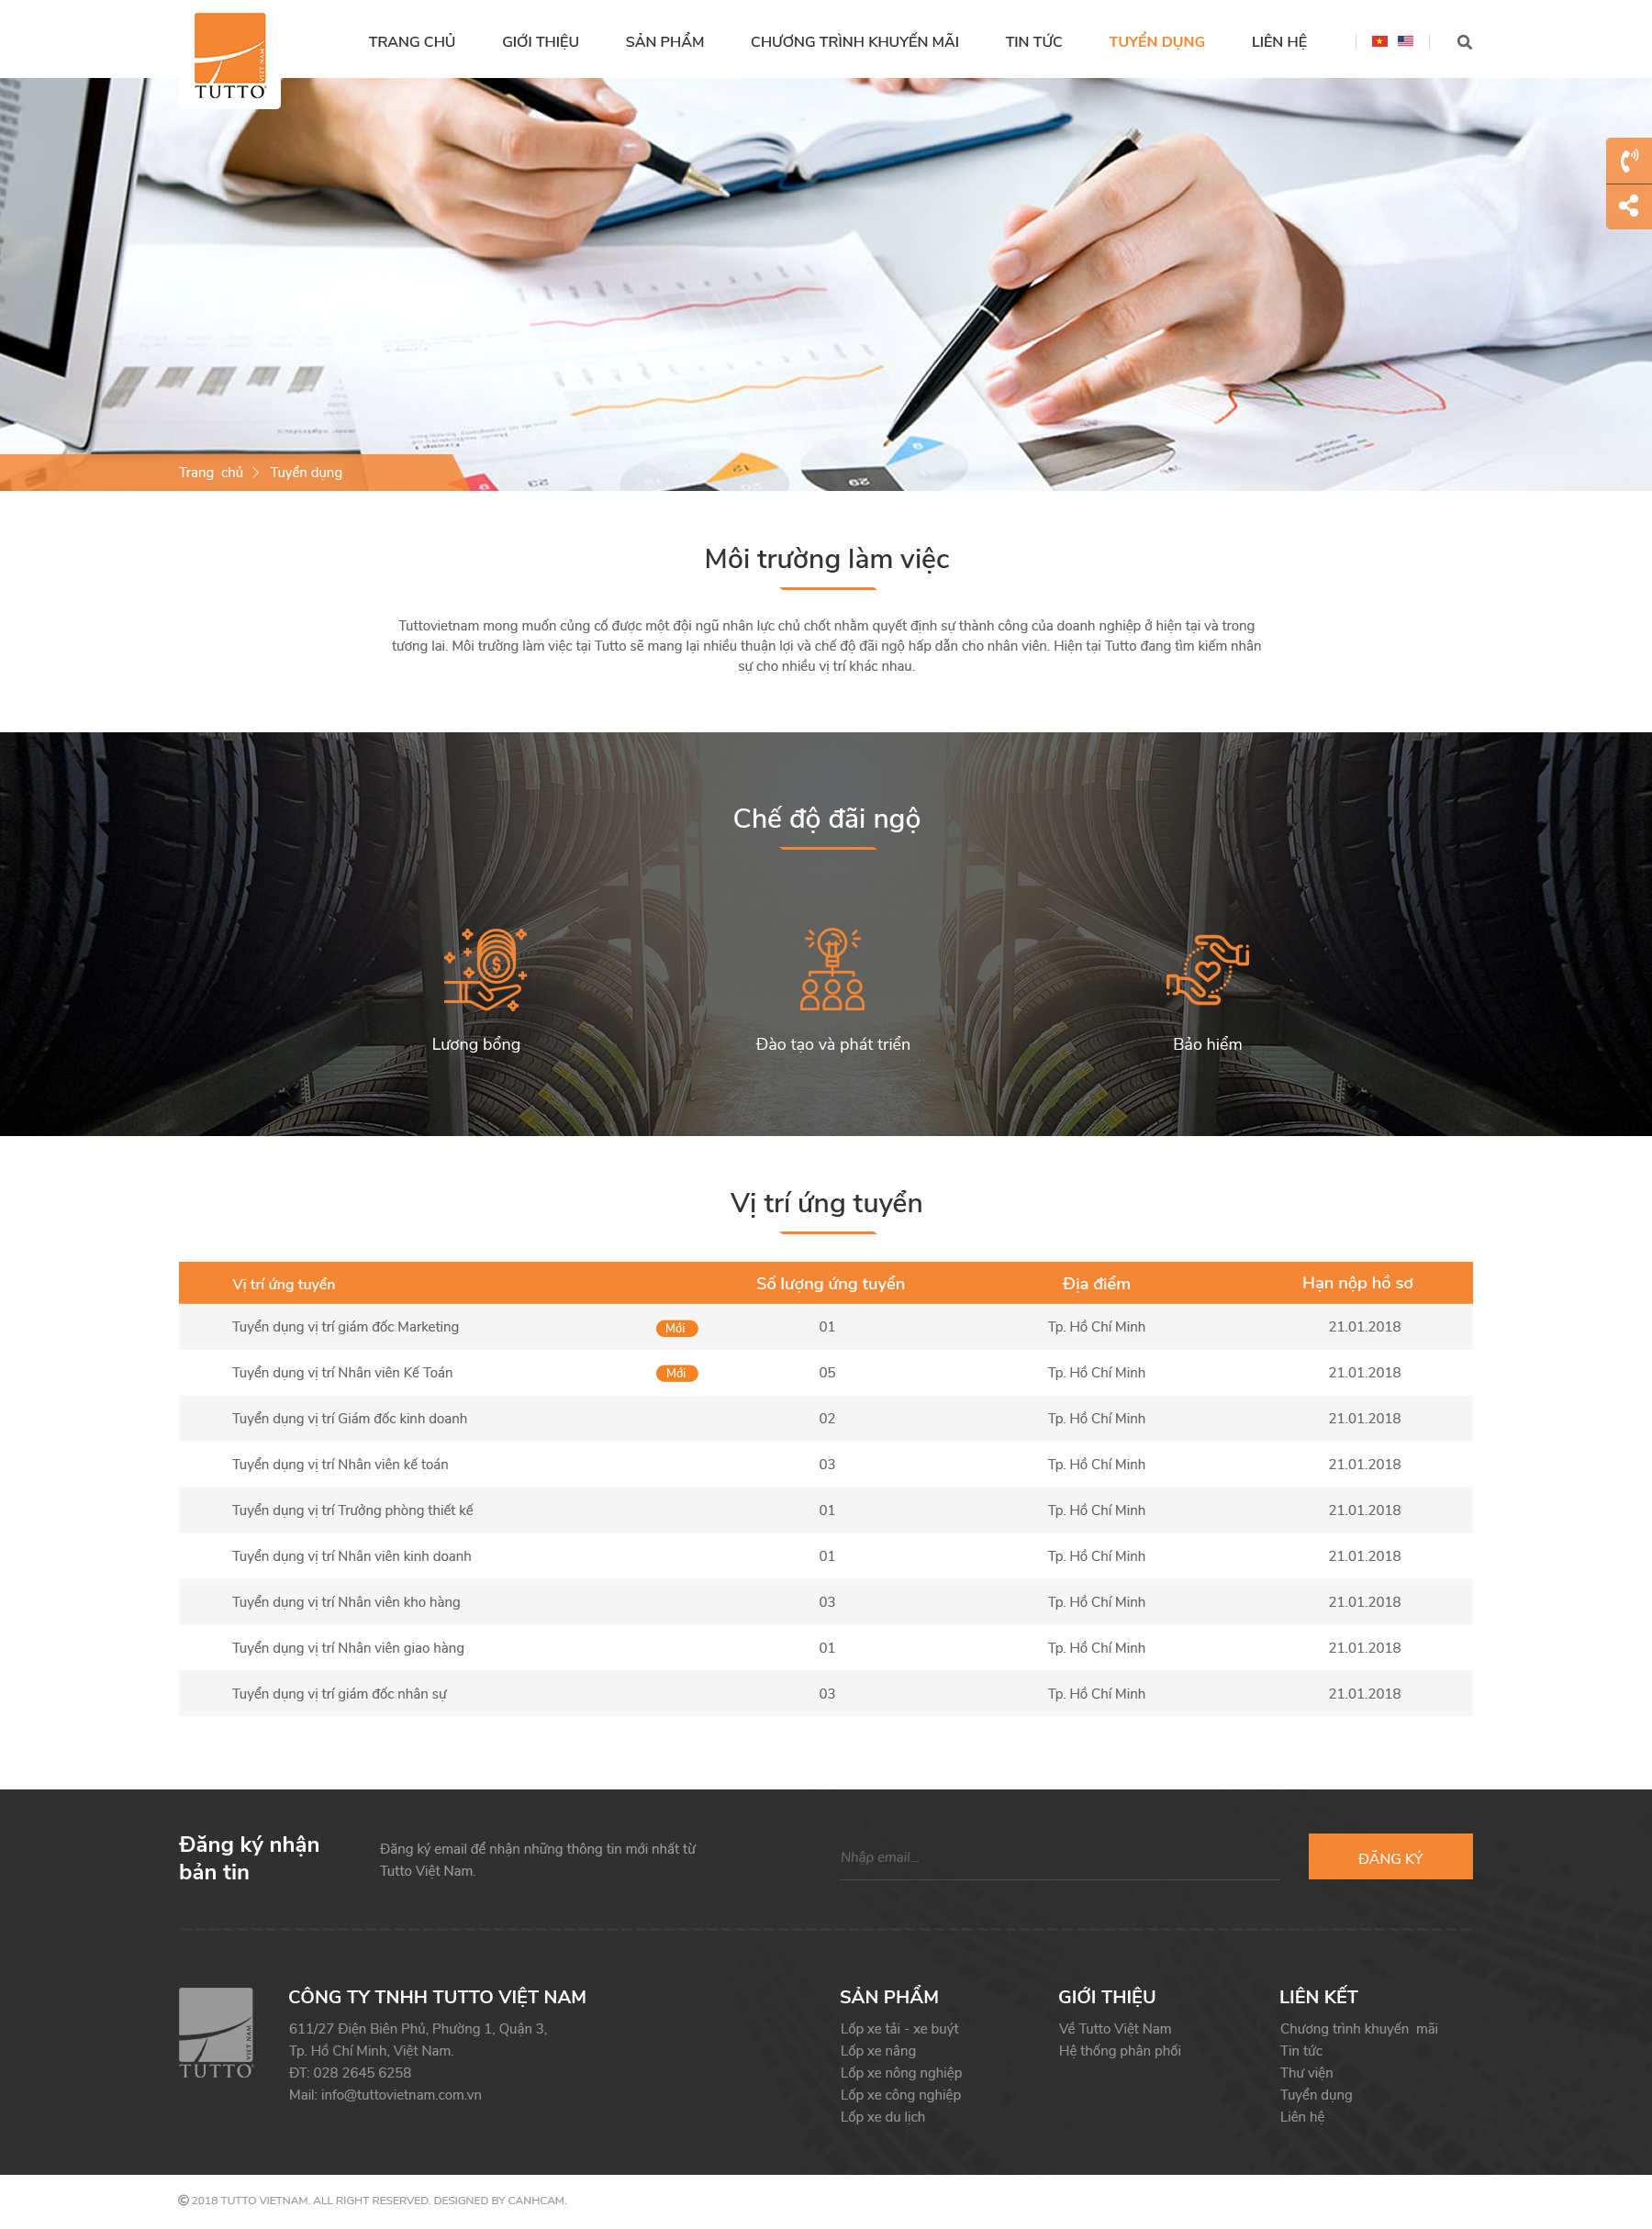 TRANG CHỦ GIỚI THIỆU SẢN PHẨM CHƯƠNG TRÌNH KHUYẾN MÃI TIN TỨC TUYỂN DỤNG LIÊN HỆ
VIỆT NAM
TUTTO
Trang chủ > Tuyển dụng
Môi trường làm việc
Tuttovietnam mong muốn củng cố được một đội ngũ nhân lực chủ chốt nhằm quyết định sự thành công của doanh nghiệp ở hiện tại và trong
tương lai. Môi trường làm việc tại Tutto sẽ mang lại nhiều thuận lợi và chế độ đãi ngộ hấp dẫn cho nhân viên. Hiện tại Tutto đang tìm kiếm nhân
sự cho nhiều vị trí khác nhau.
Chế độ đãi ngộ
Lương bổng Đào tạo và phát triển Bảo hiểm
Vị trí ứng tuyển
Vị trí ứng tuyển Số lượng ứng tuyển Địa điểm Hạn nộp hồ sơ
Tuyển dụng vị trí giám đốc Marketing Mới 01 Tp. Hồ Chí Minh 21.01.2018
Tuyển dụng vị trí Nhân viên Kế Toán Mới 05 Tp. Hồ Chí Minh 21.01.2018
Tuyển dụng vị trí Giám đốc kinh doanh 02 Tp. Hồ Chí Minh 21.01.2018
Tuyển dụng vị trí Nhân viên kế toán 03 Tp. Hồ Chí Minh 21.01.2018
Tuyển dụng vị trí Trưởng phòng thiết kế 01 Tp. Hồ Chí Minh 21.01.2018
Tuyển dụng vị trí Nhân viên kinh doanh 01 Tp. Hồ Chí Minh 21.01.2018
Tuyển dụng vị trí Nhân viên kho hàng 03 Tp. Hồ Chí Minh 21.01.2018
Tuyển dụng vị trí Nhân viên giao hàng 01 Tp. Hồ Chí Minh 21.01.2018
Tuyển dụng vị trí giám đốc nhân sự 03 Tp. Hồ Chí Minh 21.01.2018
Đăng ký nhận
bản tin
Đăng ký email để nhận những thông tin mới nhất từ
Tutto Việt Nam.
Nhập email...
ĐĂNG KÝ
VIỆT NAM
TUTTO
CÔNG TY TNHH TUTTO VIỆT NAM
611/27 Điện Biên Phủ, Phường 1, Quận 3,
Tp. Hồ Chí Minh, Việt Nam.
ĐT: 028 2645 6258
Mail: info@tuttovietnam.com.vn
SẢN PHẨM
Lốp xe tải - xe buýt
Lốp xe nâng
Lốp xe nông nghiệp
Lốp xe công nghiệp
Lốp xe du lịch
GIỚI THIỆU
Về Tutto Việt Nam
Hệ thống phân phối
LIÊN KẾT
Chương trình khuyến mãi
Tin tức
Thư viện
Tuyển dụng
Liên hệ
© 2018 TUTTO VIETNAM. ALL RIGHT RESERVED. DESIGNED BY CANHCAM.